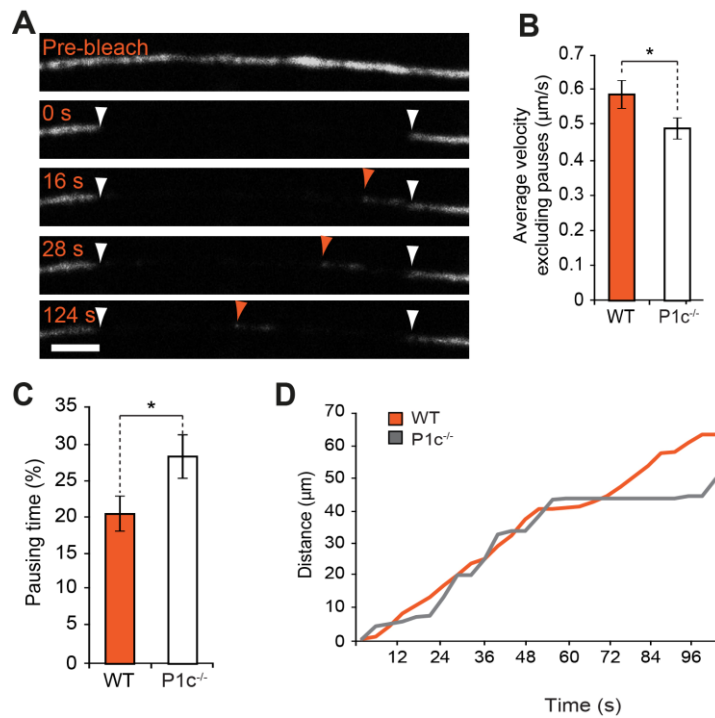 A
Pre-bleach
0 s
16 s
28 s
124 s
B
Average velocity
excluding pauses (µm/s)
0.7
0.6
0.5
0.4
0.3
0.2
0.1
0
*
WT
P1c-/-
C
Pausing time (%)
35
30
25
20
15
10
5
0
*
WT
P1c-/-
D
WT
P1c-/-
Distance (µm)
70
60
50
40
30
20
10
0
12 24 36 48 60 72 84 96
Time (s)